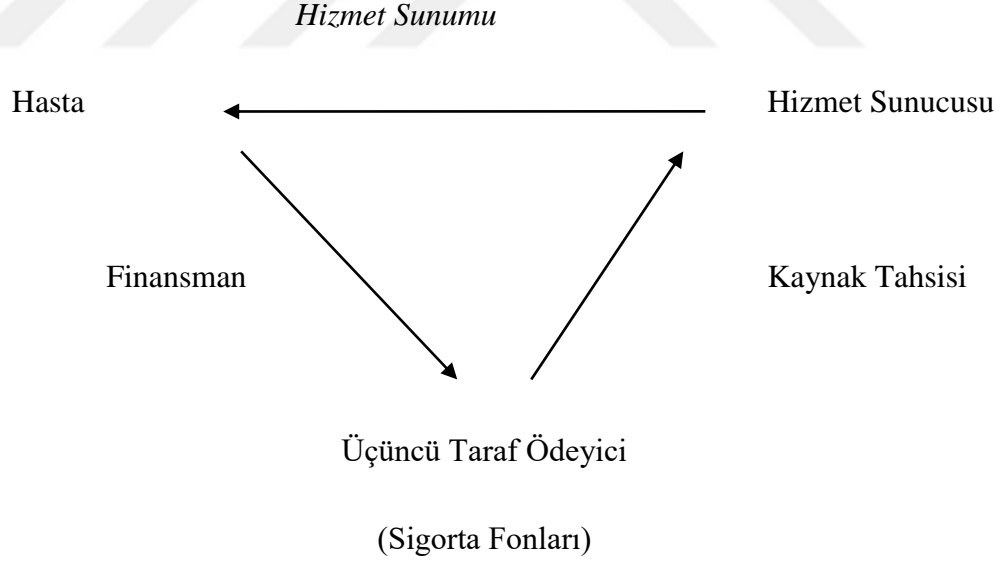 Hizmet Sunumu
Hasta
Hizmet Sunucusu
Finansman
Kaynak Tahsisi
Üçüncü Taraf Ödeyici
(Sigorta Fonları)